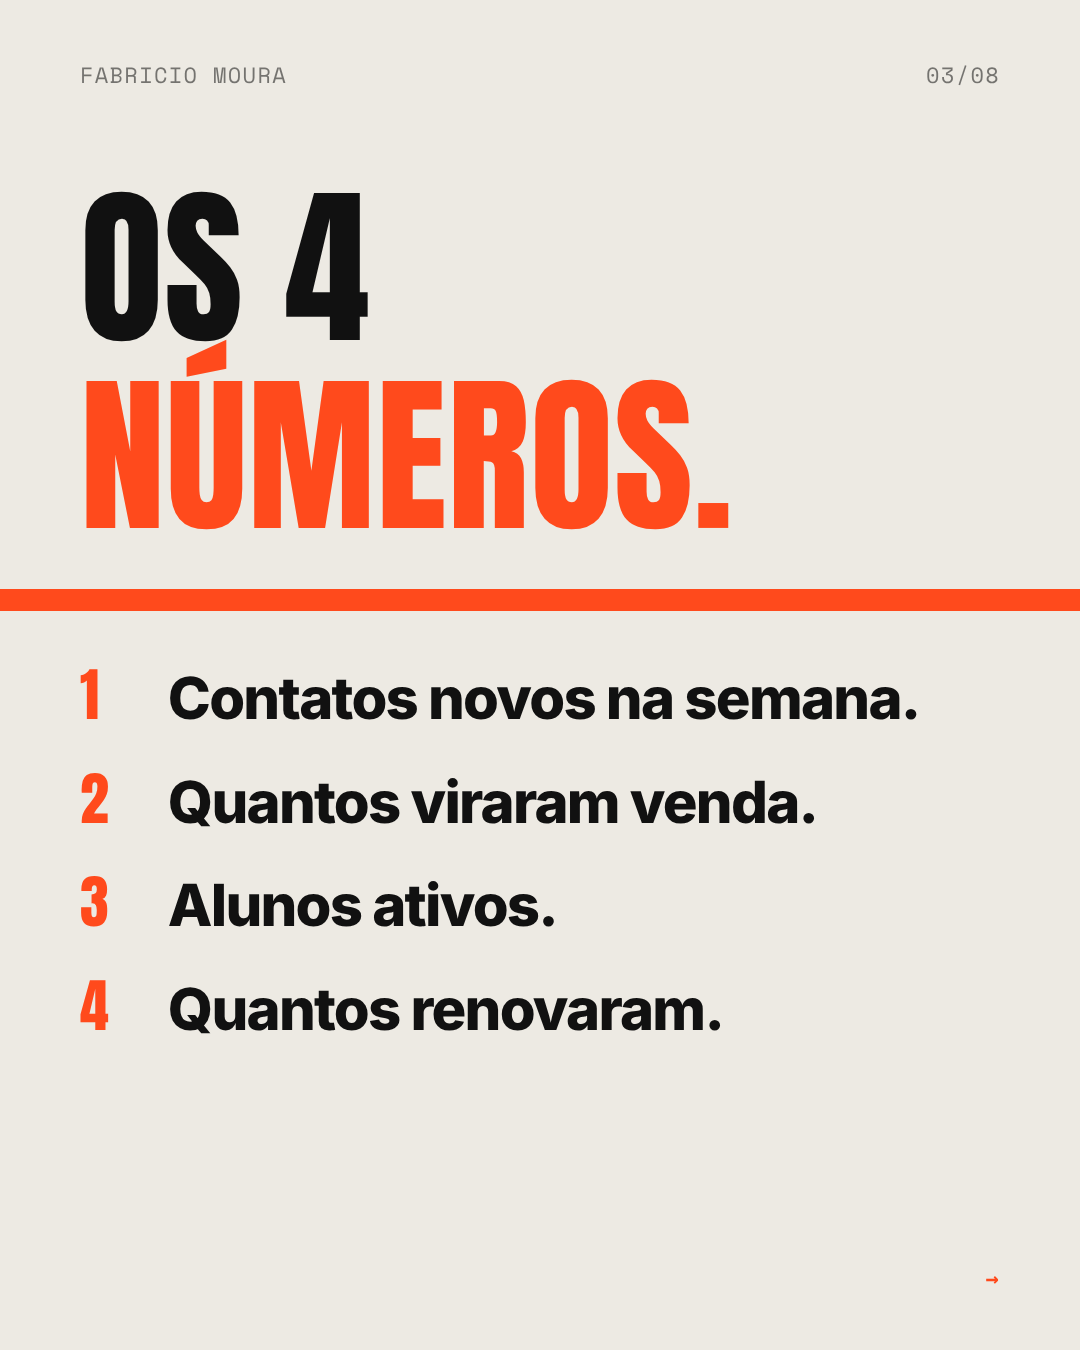 FABRICIO MOURA 03/08
OS 4
NÚMEROS.
1 Contatos novos na semana.
2 Quantos viraram venda.
3 Alunos ativos.
4 Quantos renovaram.
→